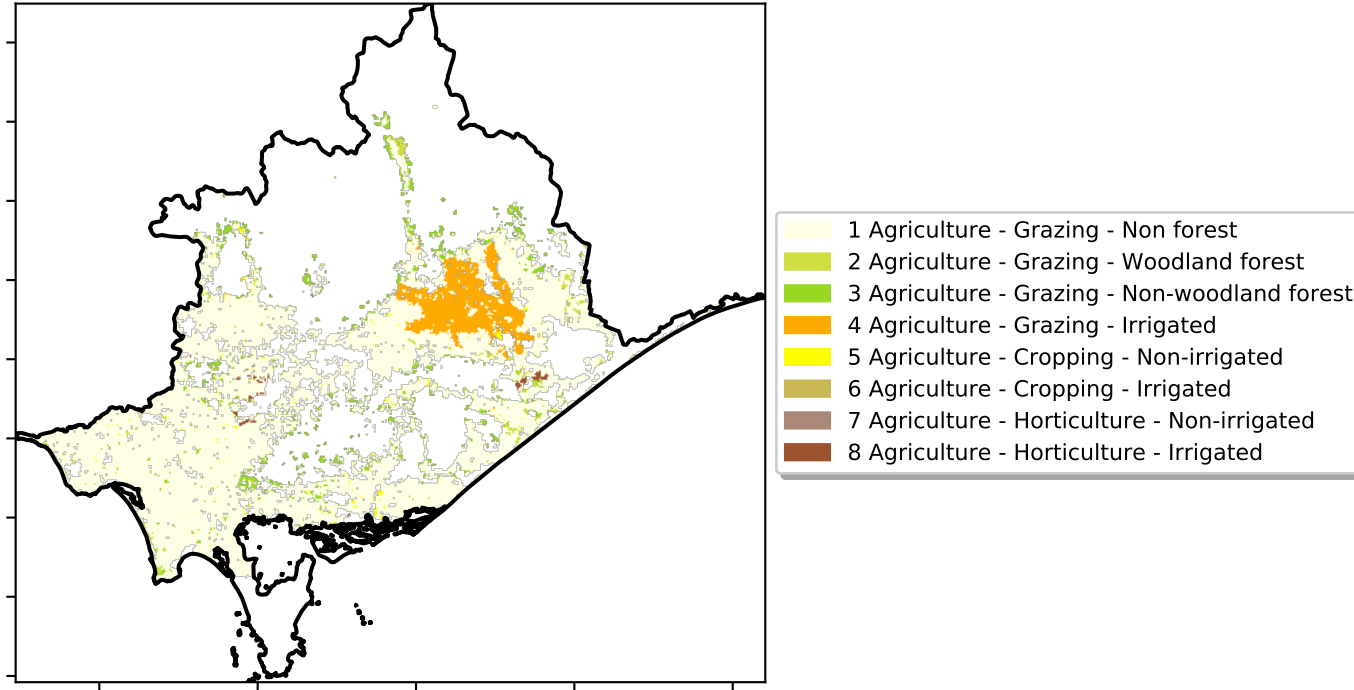 1 Agriculture - Grazing - Non forest
2 Agriculture - Grazing - Woodland forest
3 Agriculture - Grazing - Non-woodland forest
4 Agriculture - Grazing - Irrigated
5 Agriculture - Cropping - Non-irrigated
6 Agriculture - Cropping - Irrigated
7 Agriculture - Horticulture - Non-irrigated
8 Agriculture - Horticulture - Irrigated